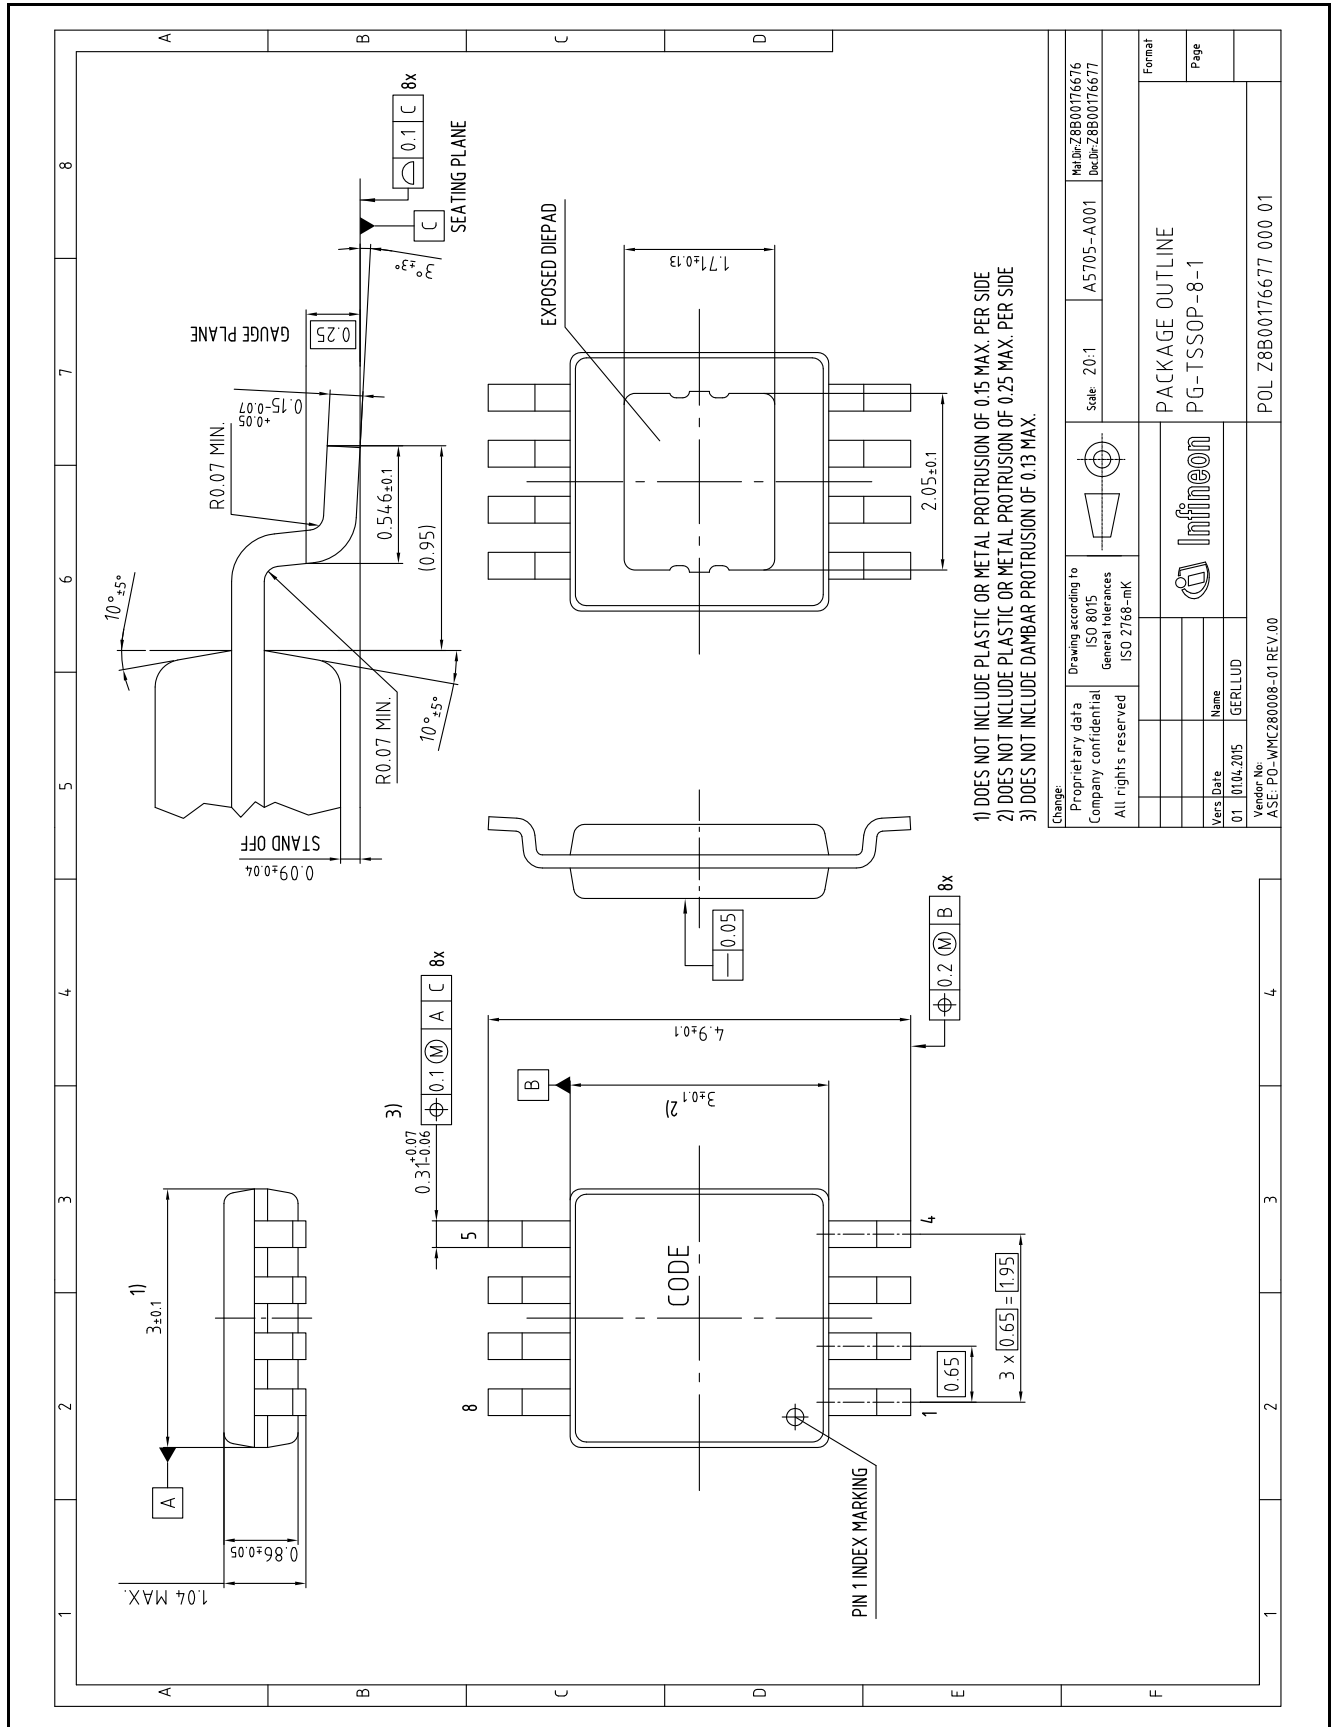 1
2
3
4
5
6
7
8
A
B
C
D
E
F
A
B
C
D
1
2
3
4
1.04 MAX.
0.86±0.05
A
3±0.1
1)
STAND OFF
0.09±0.04
10°±5°
10°±5°
R0.07 MIN.
R0.07 MIN.
0.546±0.1
(0.95)
0.15 +0.05 -0.07
GAUGE PLANE
0.25
3°±3°
C
0.1 C 8x
SEATING PLANE
8
5
1
4
CODE
PIN 1 INDEX MARKING
0.31 +0.07 -0.06
3)
0.1 Ⓜ A C 8x
B
3±0.1
2)
4.9±0.1
0.2 Ⓜ B 8x
0.65
3 x 0.65 = 1.95
0.05
EXPOSED DIEPAD
1.71±0.13
2.05±0.1
1) DOES NOT INCLUDE PLASTIC OR METAL PROTRUSION OF 0.15 MAX. PER SIDE
2) DOES NOT INCLUDE PLASTIC OR METAL PROTRUSION OF 0.25 MAX. PER SIDE
3) DOES NOT INCLUDE DAMBAR PROTRUSION OF 0.13 MAX.
Change:
Proprietary data
Company confidential
All rights reserved
Drawing according to
ISO 8015
General tolerances
ISO 2768-mK
Scale: 20:1
A5705-A001
Mat.Dir:Z8B00176676
Doc.Dir:Z8B00176677
Vers Date Name
01 01.04.2015 GERLLUD
Infineon
PACKAGE OUTLINE
PG-TSSOP-8-1
Format
Page
Vendor No:
ASE: PO-WMC280008-01 REV.00
POL Z8B00176677 000 01